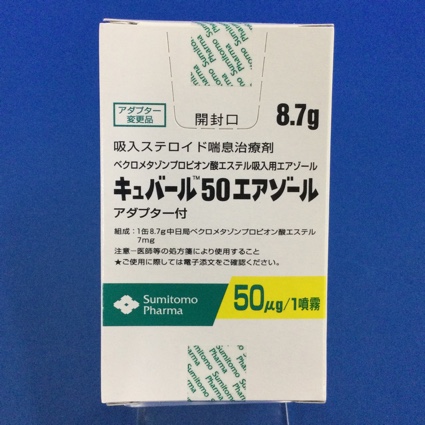 Sumitomo
Pharma
アダプター
変更品
開封口
8.7g
吸入ステロイド喘息治療剤
ベクロメタゾンプロピオン酸エステル吸入用エアゾール
キュバール™50エアゾール
アダプター付
組成：1缶8.7g中日局ベクロメタゾンプロピオン酸エステル
7mg
注意－医師等の処方箋により使用すること
★ご使用に際しては電子添文をご確認ください。
Sumitomo
Pharma
50μg/1噴霧
Sumitomo
Pharma